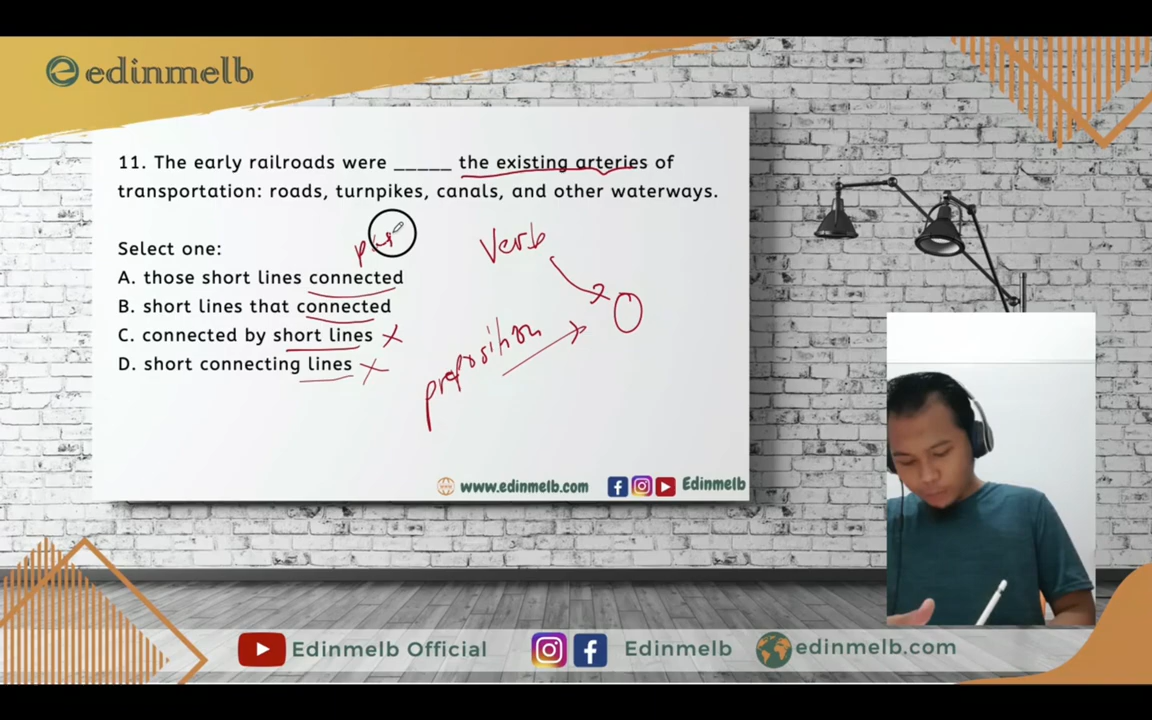 edinmelb
11. The early railroads were _____ the existing arteries of
transportation: roads, turnpikes, canals, and other waterways.
Select one:
A. those short lines connected
B. short lines that connected
C. connected by short lines
D. short connecting lines
Verb
O
preposition
www.edinmelb.com
Edinmelb
Edinmelb Official
Edinmelb
edinmelb.com